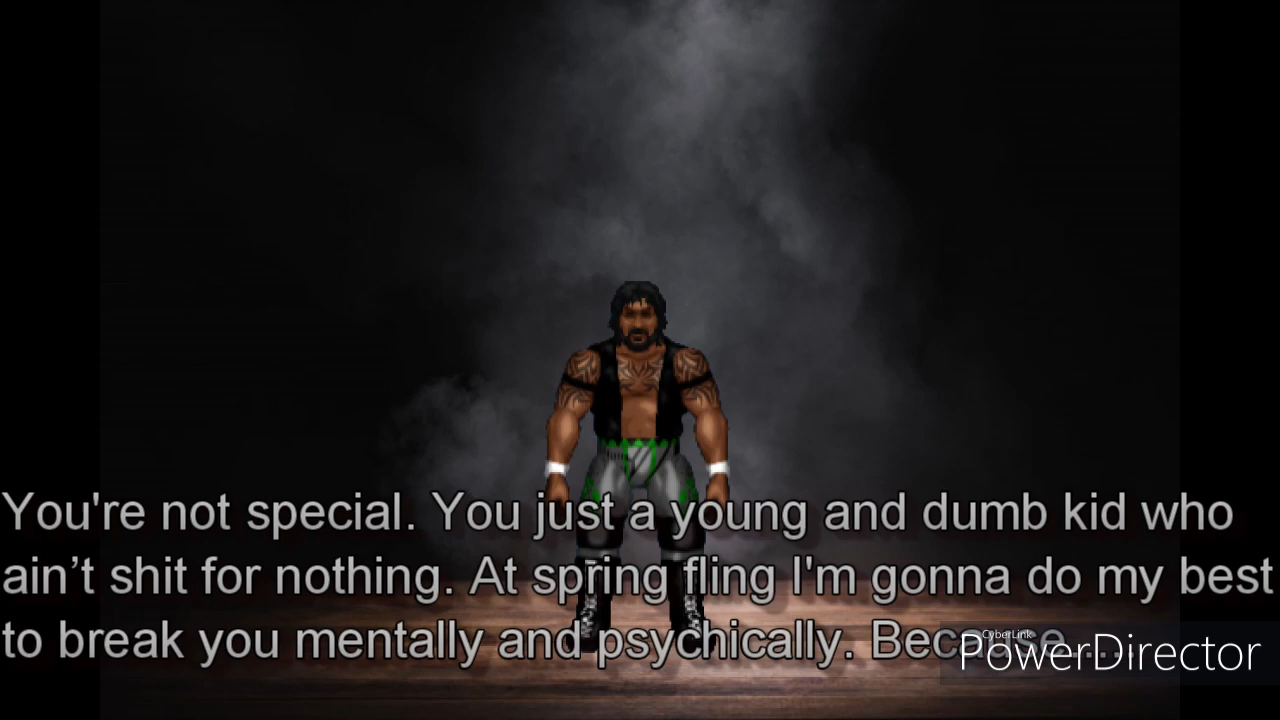 You're not special. You just a young and dumb kid who
ain’t shit for nothing. At spring fling I'm gonna do my best
to break you mentally and psychically. Because.....
CyberLink
PowerDirector